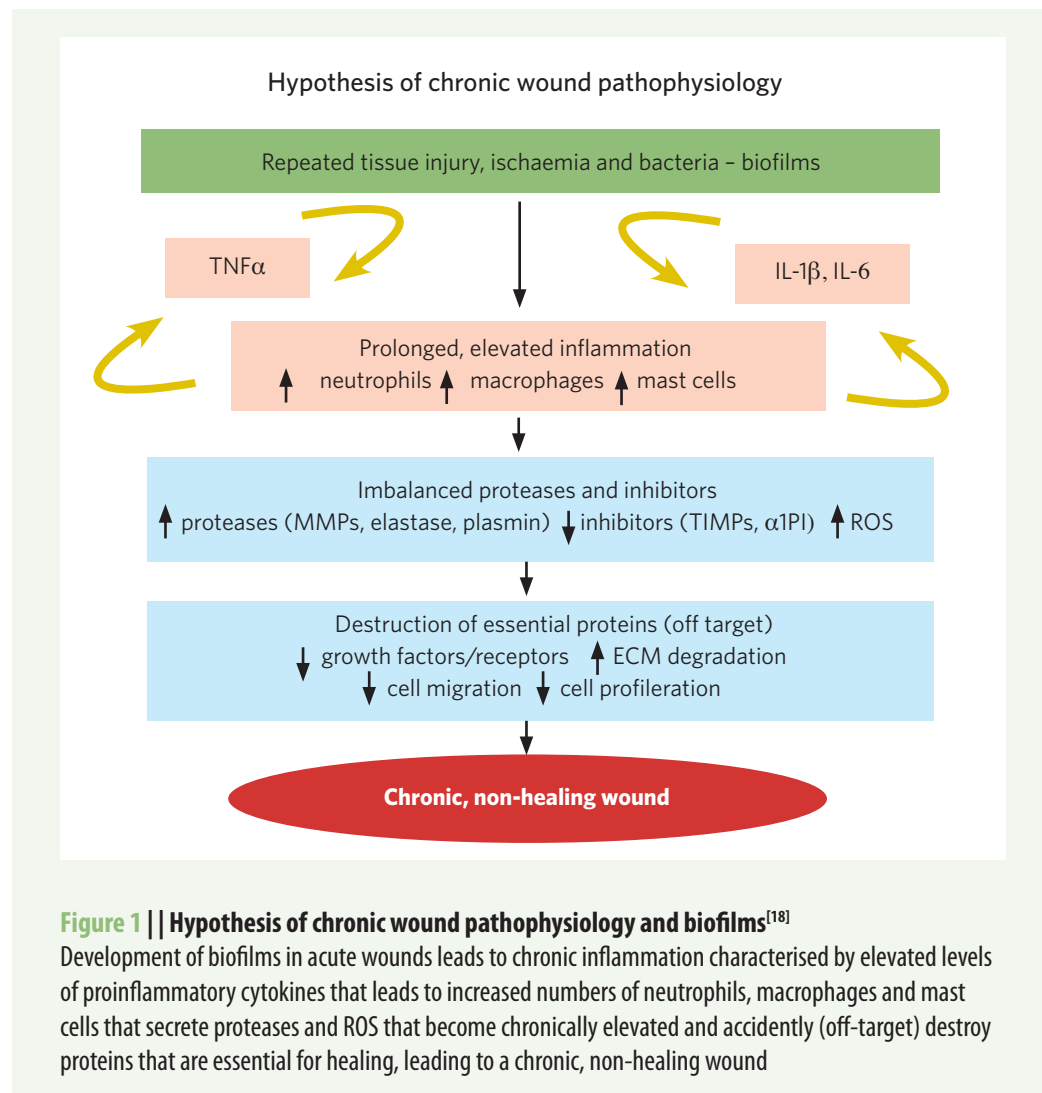 Hypothesis of chronic wound pathophysiology
Repeated tissue injury, ischaemia and bacteria – biofilms
TNFα
IL-1β, IL-6
Prolonged, elevated inflammation
↑ neutrophils ↑ macrophages ↑ mast cells
Imbalanced proteases and inhibitors
↑ proteases (MMPs, elastase, plasmin) ↓ inhibitors (TIMPs, α1PI) ↑ ROS
Destruction of essential proteins (off target)
↓ growth factors/receptors ↑ ECM degradation
↓ cell migration ↓ cell profileration
Chronic, non-healing wound
Figure 1 || Hypothesis of chronic wound pathophysiology and biofilms[18]
Development of biofilms in acute wounds leads to chronic inflammation characterised by elevated levels
of proinflammatory cytokines that leads to increased numbers of neutrophils, macrophages and mast
cells that secrete proteases and ROS that become chronically elevated and accidently (off-target) destroy
proteins that are essential for healing, leading to a chronic, non-healing wound